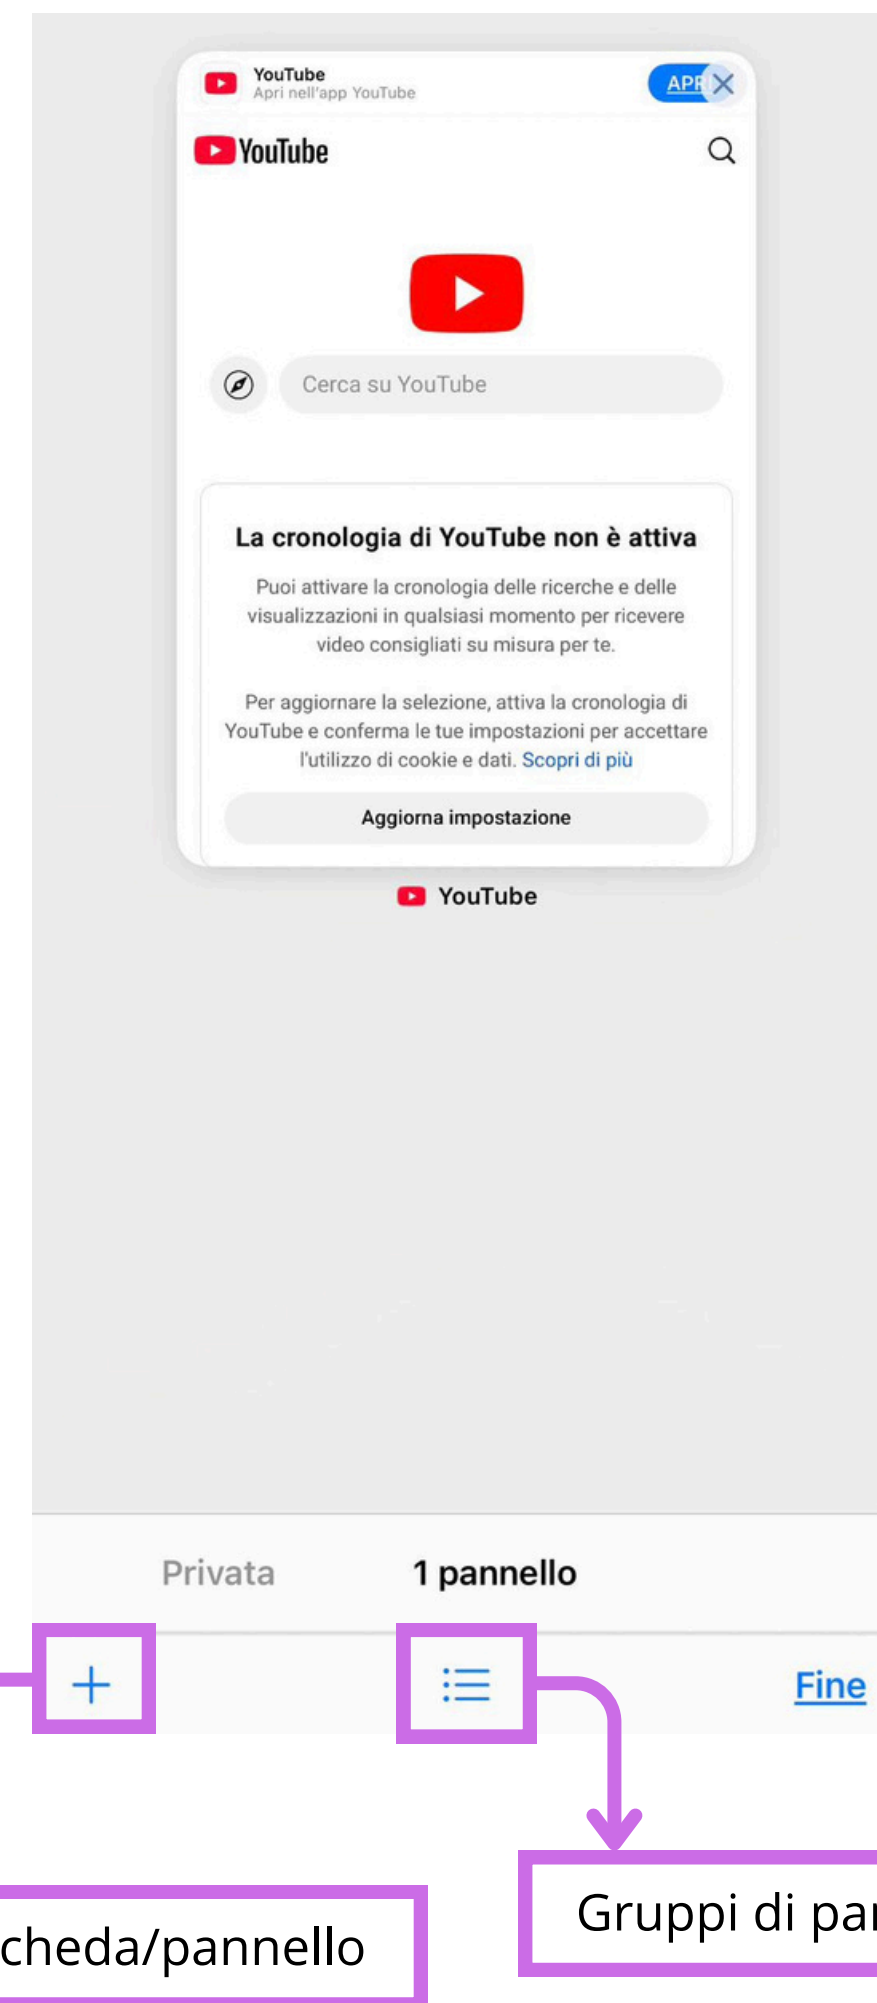 YouTube
Apri nell'app YouTube
YouTube
Cerca su YouTube
La cronologia di YouTube non è attiva
Puoi attivare la cronologia delle ricerche e delle
visualizzazioni in qualsiasi momento per ricevere
video consigliati su misura per te.
Per aggiornare la selezione, attiva la cronologia di
YouTube e conferma le tue impostazioni per accettare
l'utilizzo di cookie e dati. Scopri di più
Aggiorna impostazione
YouTube
Privata
1 pannello
Fine
Gruppi di
cheda/pannello